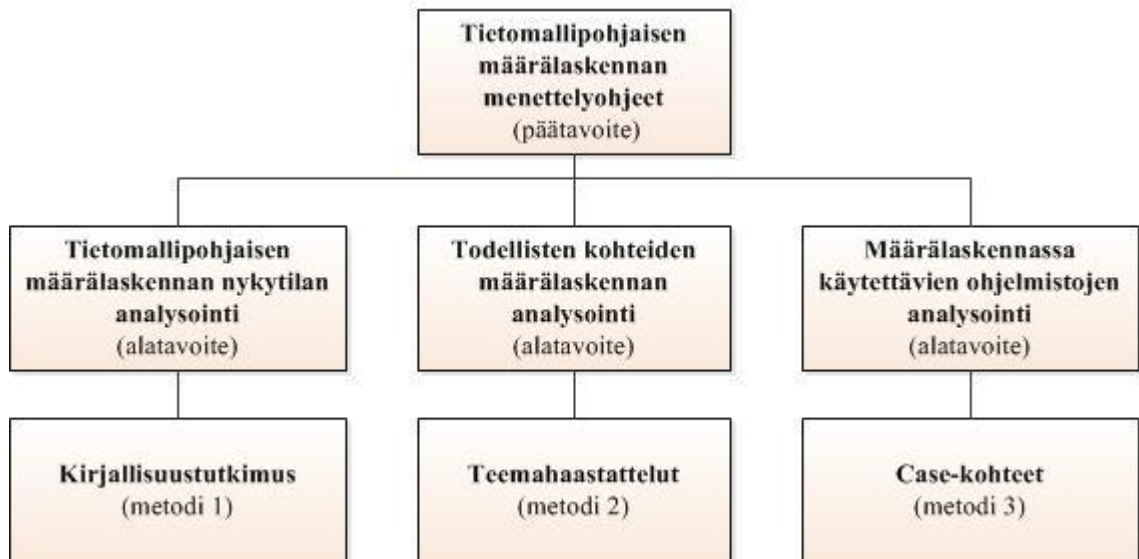 Tietomallipohjaisen
määrälaskennan
menettelyohjeet
(päätavoite)
Tietomallipohjaisen
määrälaskennan nykytilan
analysointi
(alatavoite)
Todellisten kohteiden
määrälaskennan
analysointi
(alatavoite)
Määrälaskennassa
käytettävien ohjelmistojen
analysointi
(alatavoite)
Kirjallisuustutkimus
(metodi 1)
Teemahaastattelut
(metodi 2)
Case-kohteet
(metodi 3)